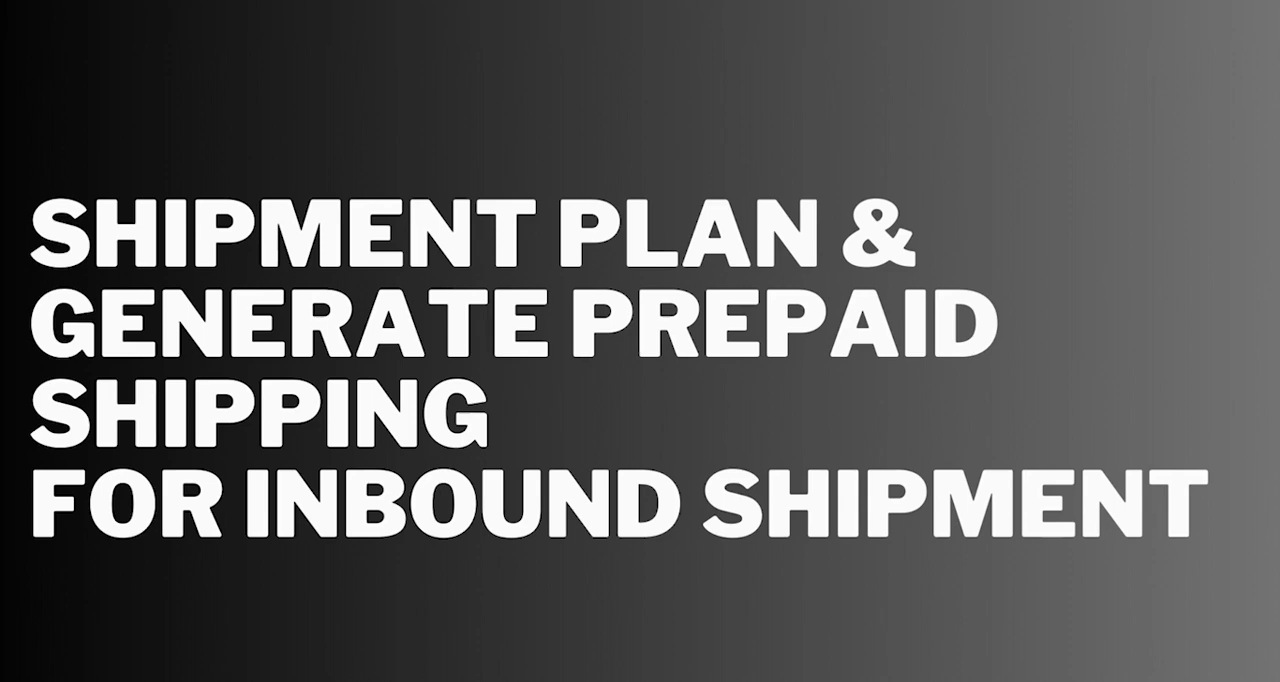 SHIPMENT PLAN &
GENERATE PREPAID
SHIPPING
FOR INBOUND SHIPMENT